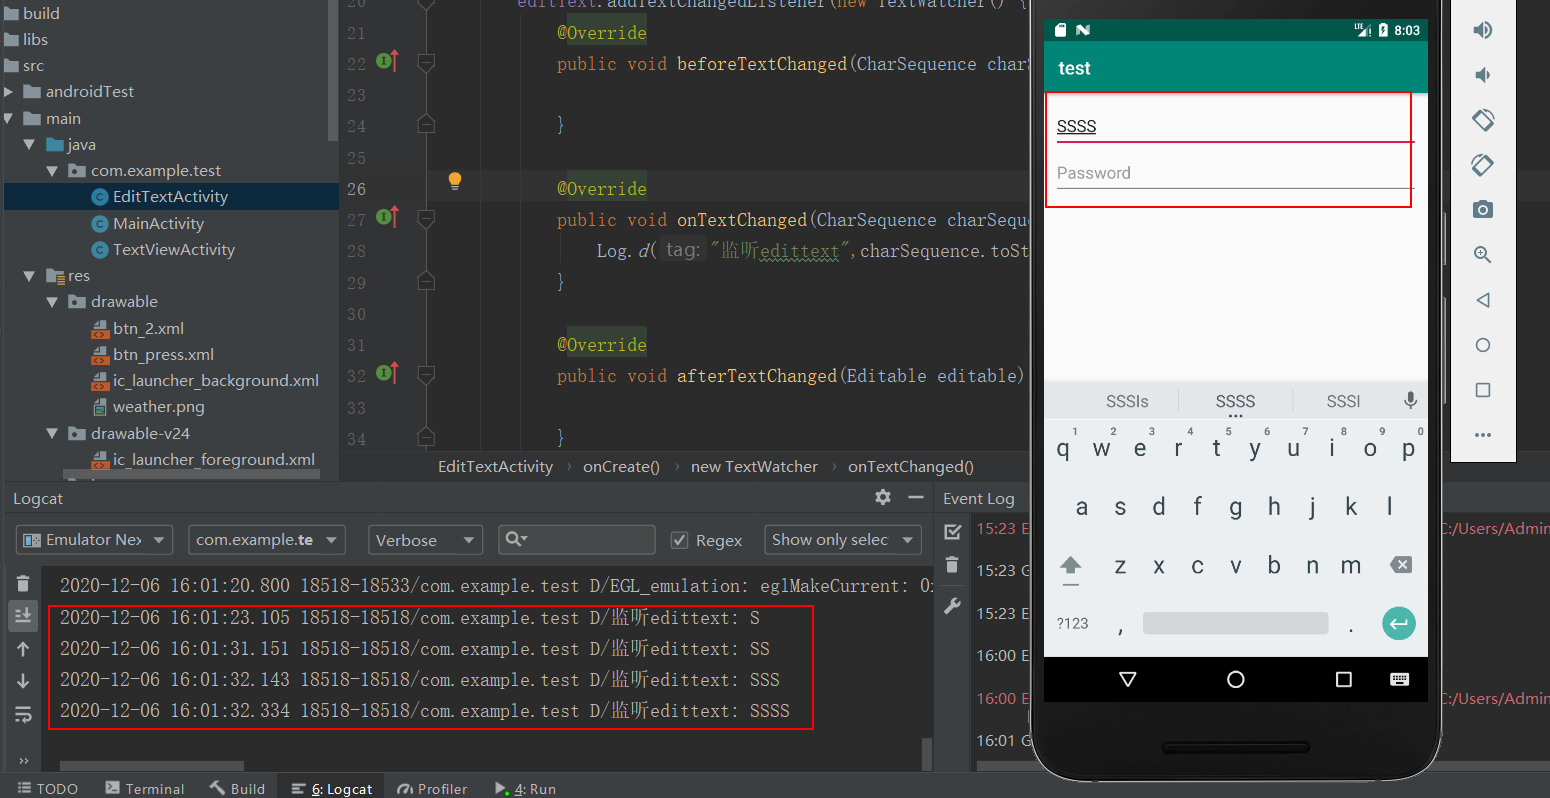 build
libs
src
androidTest
main
java
com.example.test
EditTextActivity
MainActivity
TextViewActivity
res
drawable
btn_2.xml
btn_press.xml
ic_launcher_background.xml
weather.png
drawable-v24
ic_launcher_foreground.xml
editText.addTextChangedListener(new TextWatcher() {
21 @Override
22 public void beforeTextChanged(CharSequence chars
23
24 }
25
26 @Override
27 public void onTextChanged(CharSequence charSeque
28 Log.d( tag: "监听edittext",charSequence.toSt
29 }
30
31 @Override
32 public void afterTextChanged(Editable editable)
33
34 }
EditTextActivity › onCreate() › new TextWatcher › onTextChanged()
Logcat
Emulator Nex com.example.te Verbose Regex Show only selec
2020-12-06 16:01:20.800 18518-18533/com.example.test D/EGL_emulation: eglMakeCurrent: 0x
2020-12-06 16:01:23.105 18518-18518/com.example.test D/监听edittext: S
2020-12-06 16:01:31.151 18518-18518/com.example.test D/监听edittext: SS
2020-12-06 16:01:32.143 18518-18518/com.example.test D/监听edittext: SSS
2020-12-06 16:01:32.334 18518-18518/com.example.test D/监听edittext: SSSS
Event Log
15:23 E C:/Users/Admin
15:23 G
15:23 E
16:00 E
16:00 E C:/Users/Admin
16:01 G
TODO Terminal Build 6: Logcat Profiler 4: Run
LTE 8:03
test
SSSS
Password
SSSIs SSSS SSSI
1 2 3 4 5 6 7 8 9 0
q w e r t y u i o p
a s d f g h j k l
z x c v b n m
?123 , .